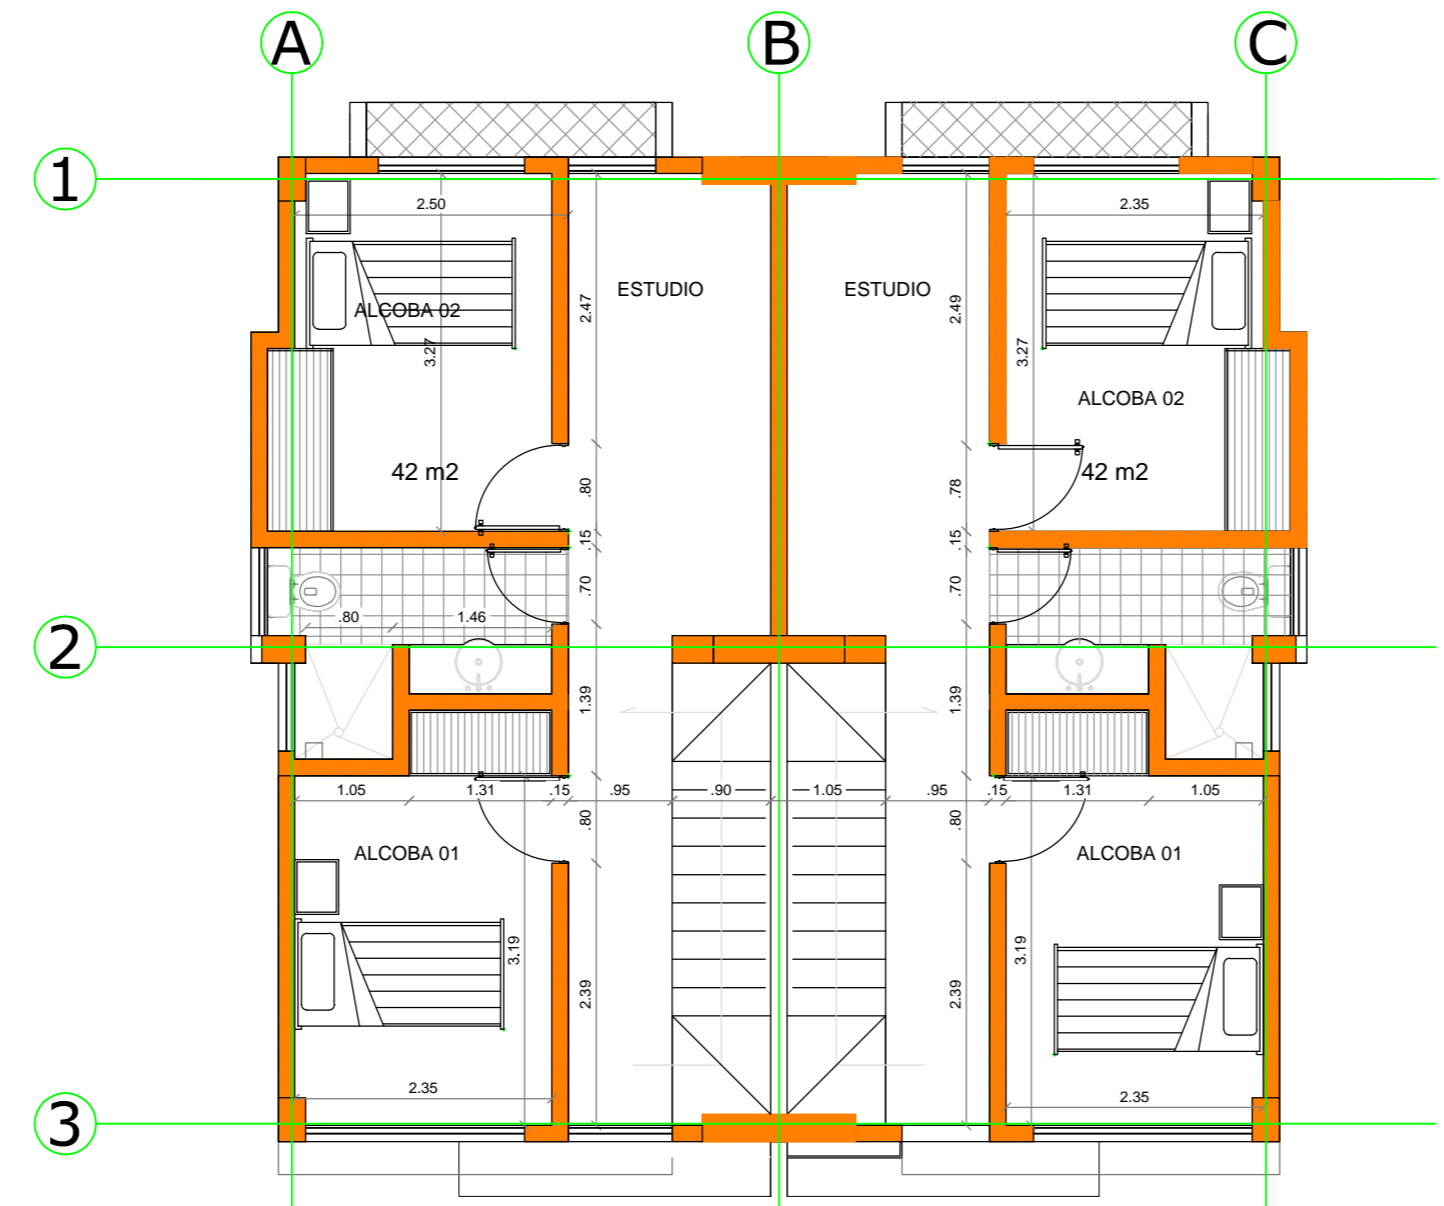 A B C
1
2.50 2.35
ESTUDIO ESTUDIO
2.47 2.49
ALCOBA 02
3.27 3.27
ALCOBA 02
42 m2 42 m2
.80 .78
.15 .15
.70 .70
.80 1.46
2
1.39 1.39
1.05 1.31 .15 .95 .90 1.05 .95 .15 1.31 1.05
.80 .80
ALCOBA 01 ALCOBA 01
3.19 3.19
2.39 2.39
2.35 2.35
3